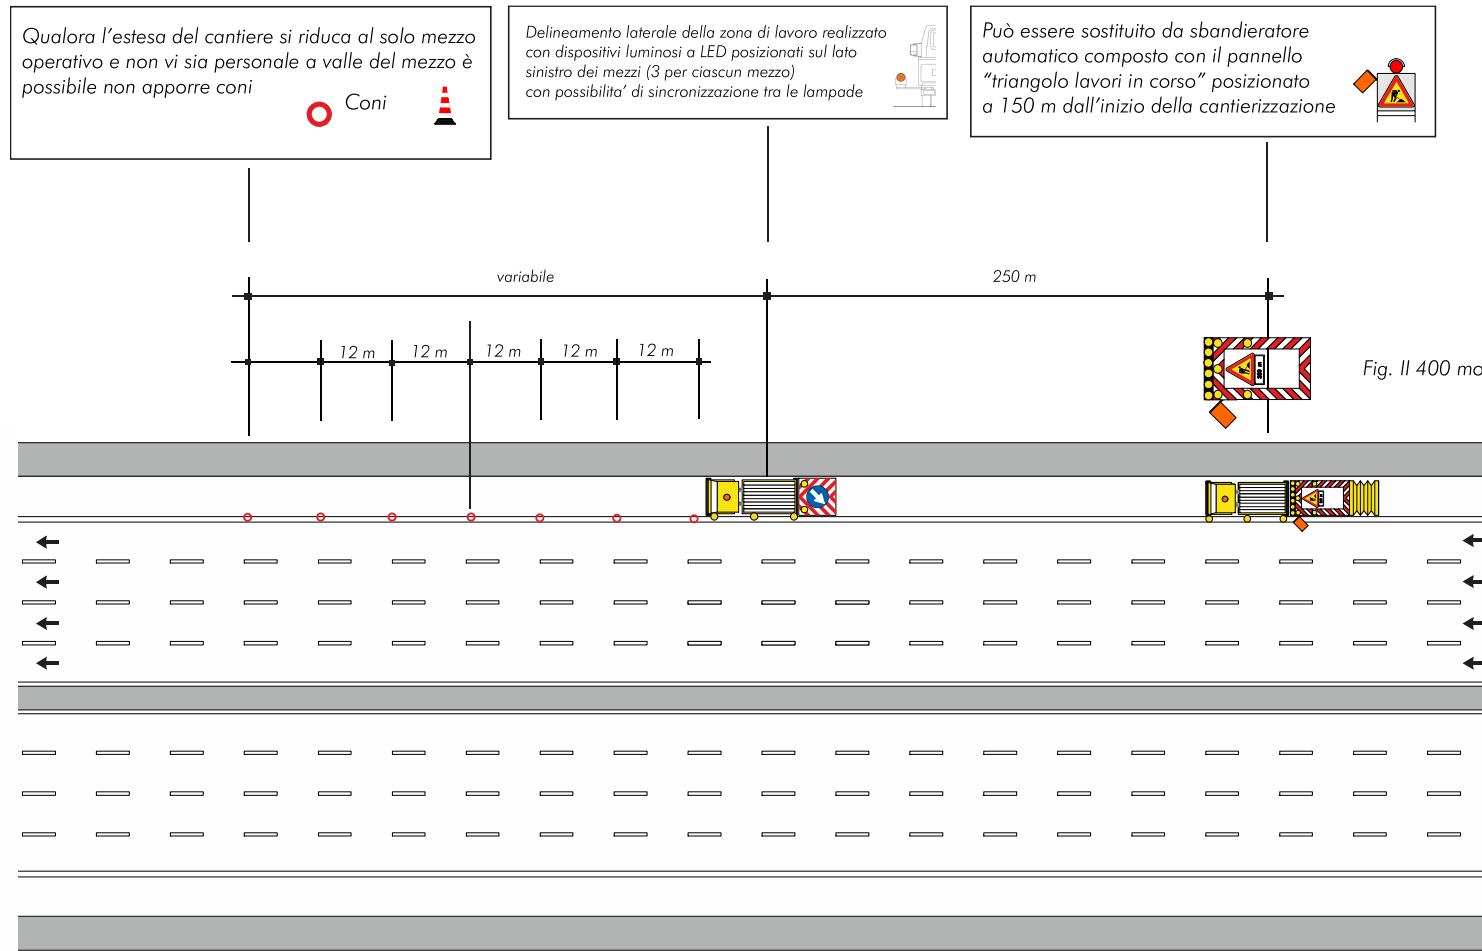 Qualora l'estesa del cantiere si riduca al solo mezzo
operativo e non vi sia personale a valle del mezzo è
possibile non apporre coni
Coni
Delineamento laterale della zona di lavoro realizzato
con dispositivi luminosi a LED posizionati sul lato
sinistro dei mezzi (3 per ciascun mezzo)
con possibilita' di sincronizzazione tra le lampade
Può essere sostituito da sbandieratore
automatico composto con il pannello
"triangolo lavori in corso" posizionato
a 150 m dall'inizio della cantierizzazione
variabile
250 m
12 m
12 m
12 m
12 m
12 m
Fig. II 400 mo